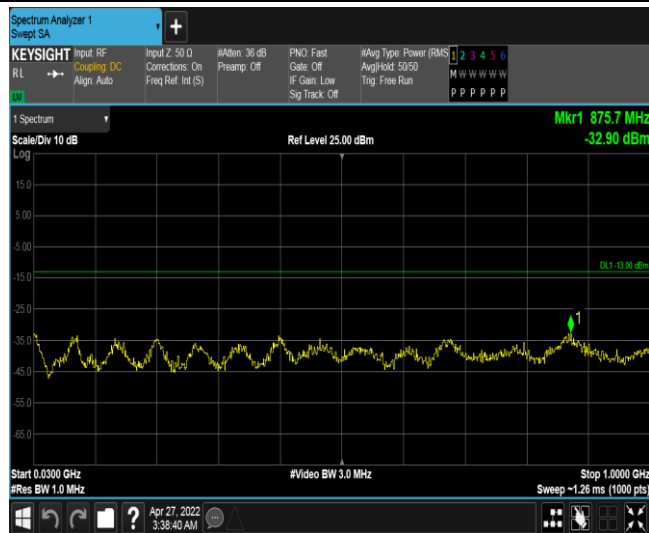 Spectrum Analyzer 1
Swept SA
+
KEYSIGHT Input: RF Input Z: 50 Ω #Atten: 36 dB PNO: Fast #Avg Type: Power (RMS 1 2 3 4 5 6
RL Coupling: DC Corrections: On Preamp: Off Gate: Off Avg|Hold: 50/50 M W W W W W
Align: Auto Freq Ref: Int (S) IF Gain: Low Trig: Free Run
Sig Track: Off P P P P P P
1 Spectrum Mkr1 875.7 MHz
Scale/Div 10 dB Ref Level 25.00 dBm -32.90 dBm
Log
15.0
5.00
-5.00
DL1 -13.00 dBm
-15.0
-25.0
1
-35.0
-45.0
-55.0
-65.0
Start 0.0300 GHz #Video BW 3.0 MHz Stop 1.0000 GHz
#Res BW 1.0 MHz Sweep ~1.26 ms (1000 pts)
? Apr 27, 2022
3:38:40 AM